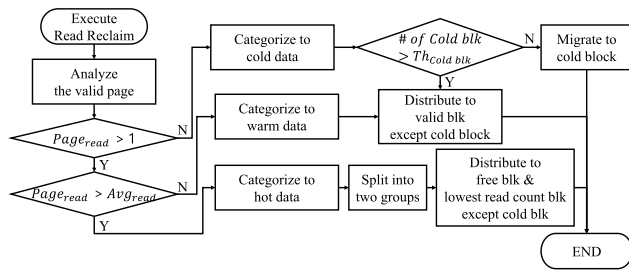 Execute
Read Reclaim
Analyze
the valid page
Page_read > 1
N
Y
Page_read > Avg_read
N
Y
Categorize to
cold data
# of Cold blk
> Th_Cold blk
N
Y
Migrate to
cold block
Categorize to
warm data
Distribute to
valid blk
except cold block
Categorize to
hot data
Split into
two groups
Distribute to
free blk &
lowest read count blk
except cold blk
END